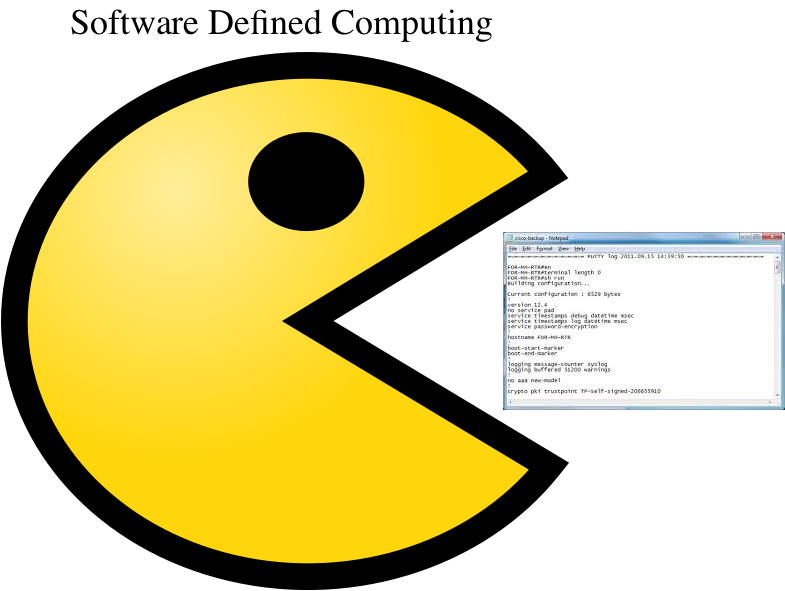 Software Defined Computing
cisco-backup - Notepad
File Edit Format View Help
=~=~=~=~=~=~=~=~=~=~=~= PuTTY log 2011.09.15 14:39:50 =~=~=~=~=~=~=~=~=~=~=~=
FOR-MH-RTR#en
FOR-MH-RTR#terminal length 0
FOR-MH-RTR#sh run
Building configuration...
Current configuration : 6529 bytes
!
version 12.4
no service pad
service timestamps debug datetime msec
service timestamps log datetime msec
service password-encryption
!
hostname FOR-MH-RTR
!
boot-start-marker
boot-end-marker
!
logging message-counter syslog
logging buffered 51200 warnings
!
no aaa new-model
!
crypto pki trustpoint TP-self-signed-206655910